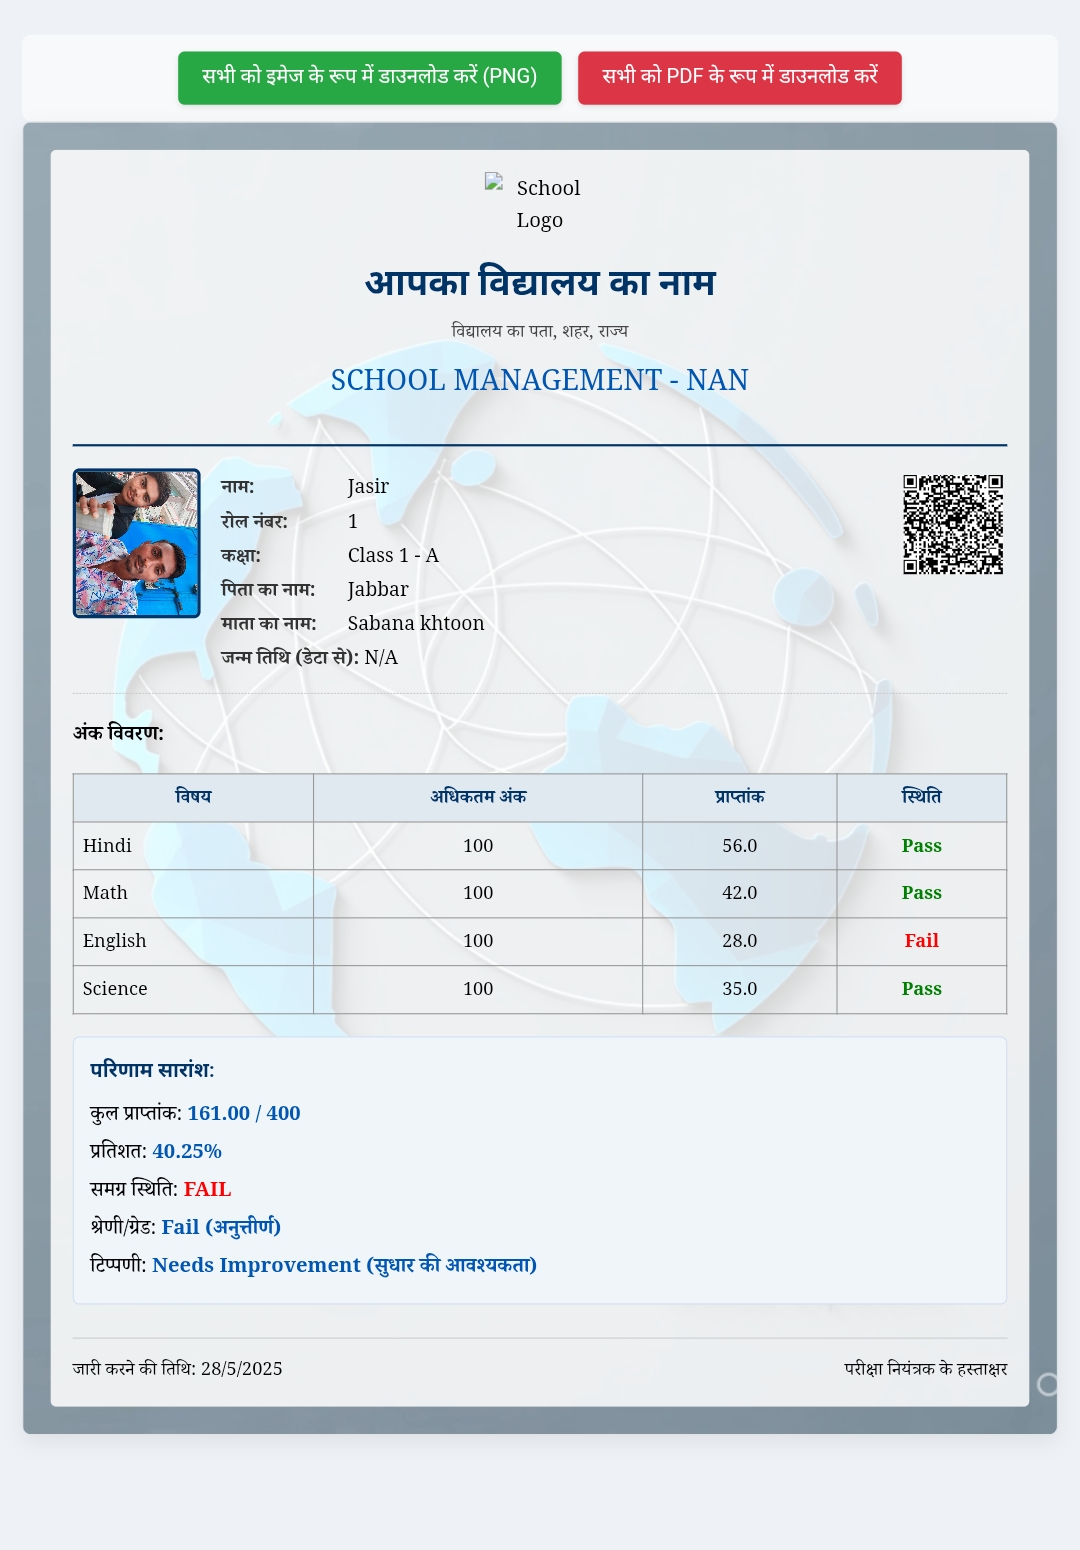 सभी को इमेज के रूप में डाउनलोड करें (PNG) सभी को PDF के रूप में डाउनलोड करें
School
Logo
आपका विद्यालय का नाम
विद्यालय का पता, शहर, राज्य
SCHOOL MANAGEMENT - NAN
नाम: Jasir
रोल नंबर: 1
कक्षा: Class 1 - A
पिता का नाम: Jabbar
माता का नाम: Sabana khtoon
जन्म तिथि (डेटा से): N/A
अंक विवरण:
विषय अधिकतम अंक प्राप्तांक स्थिति
Hindi 100 56.0 Pass
Math 100 42.0 Pass
English 100 28.0 Fail
Science 100 35.0 Pass
परिणाम सारांश:
कुल प्राप्तांक: 161.00 / 400
प्रतिशत: 40.25%
समग्र स्थिति: FAIL
श्रेणी/ग्रेड: Fail (अनुत्तीर्ण)
टिप्पणी: Needs Improvement (सुधार की आवश्यकता)
जारी करने की तिथि: 28/5/2025 परीक्षा नियंत्रक के हस्ताक्षर